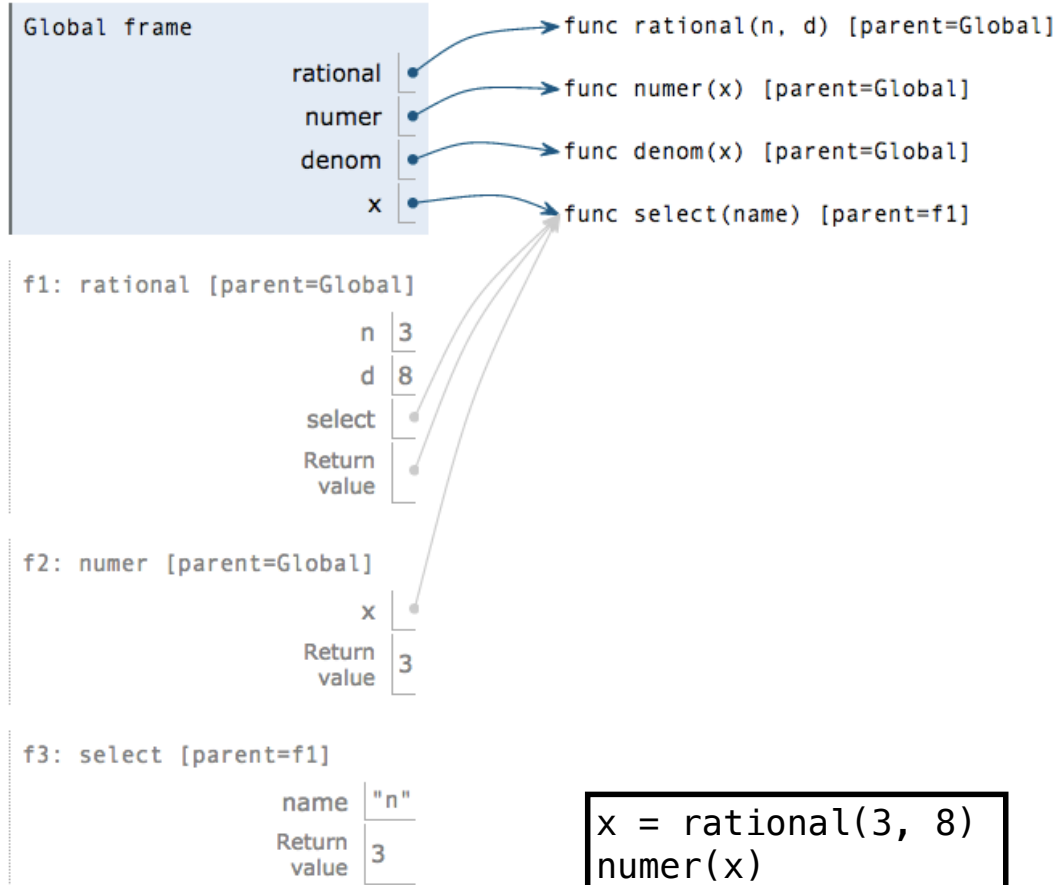 Global frame
rational
numer
denom
x
func rational(n, d) [parent=Global]
func numer(x) [parent=Global]
func denom(x) [parent=Global]
func select(name) [parent=f1]
f1: rational [parent=Global]
n 3
d 8
select
Return
value
f2: numer [parent=Global]
x
Return
value 3
f3: select [parent=f1]
name "n"
Return
value 3
x = rational(3, 8)
numer(x)